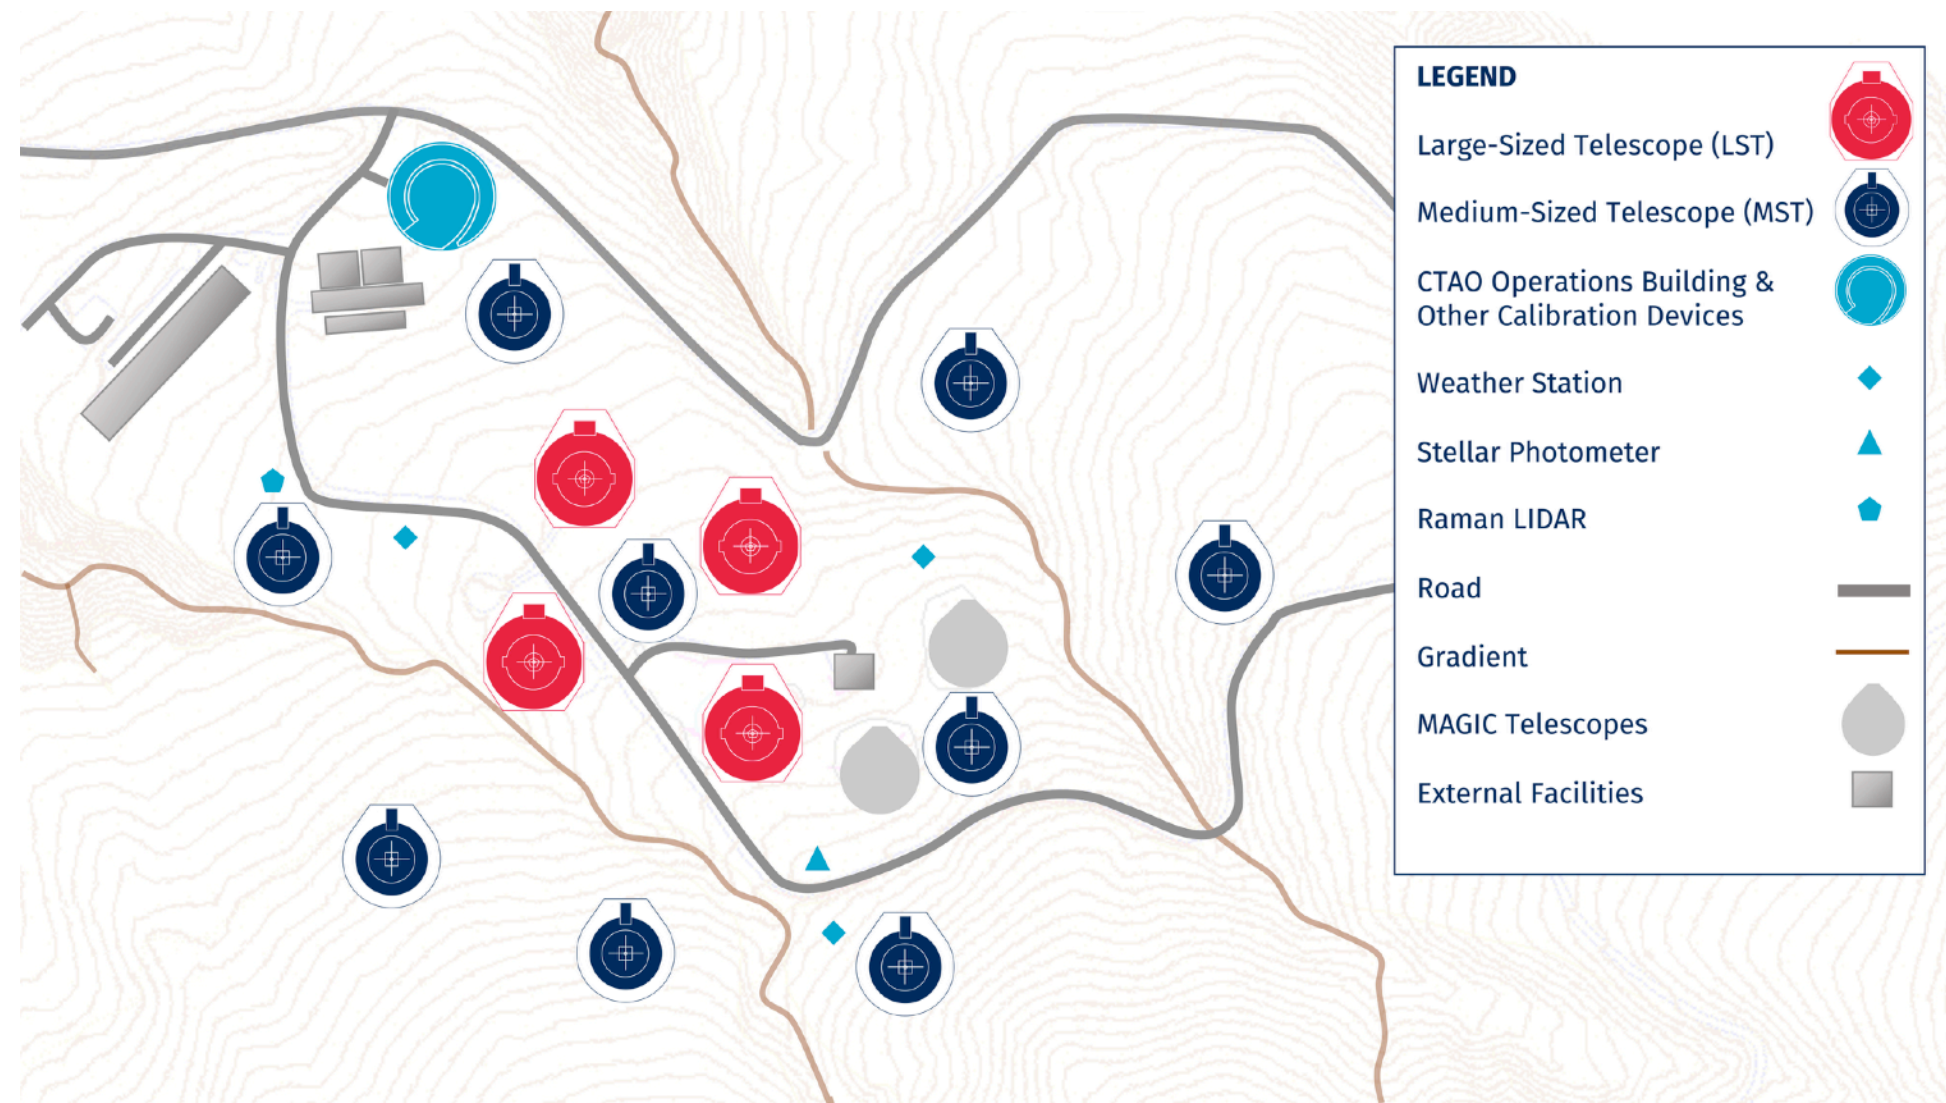 LEGEND
Large-Sized Telescope (LST)
Medium-Sized Telescope (MST)
CTAO Operations Building &
Other Calibration Devices
Weather Station
Stellar Photometer
Raman LIDAR
Road
Gradient
MAGIC Telescopes
External Facilities